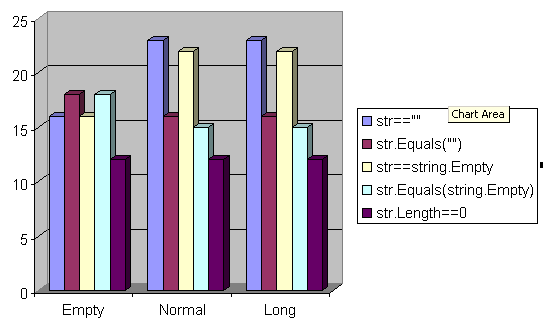 25
20
15
10
5
0
Empty Normal Long
Chart Area
str==""
str.Equals("")
str==string.Empty
str.Equals(string.Empty)
str.Length==0